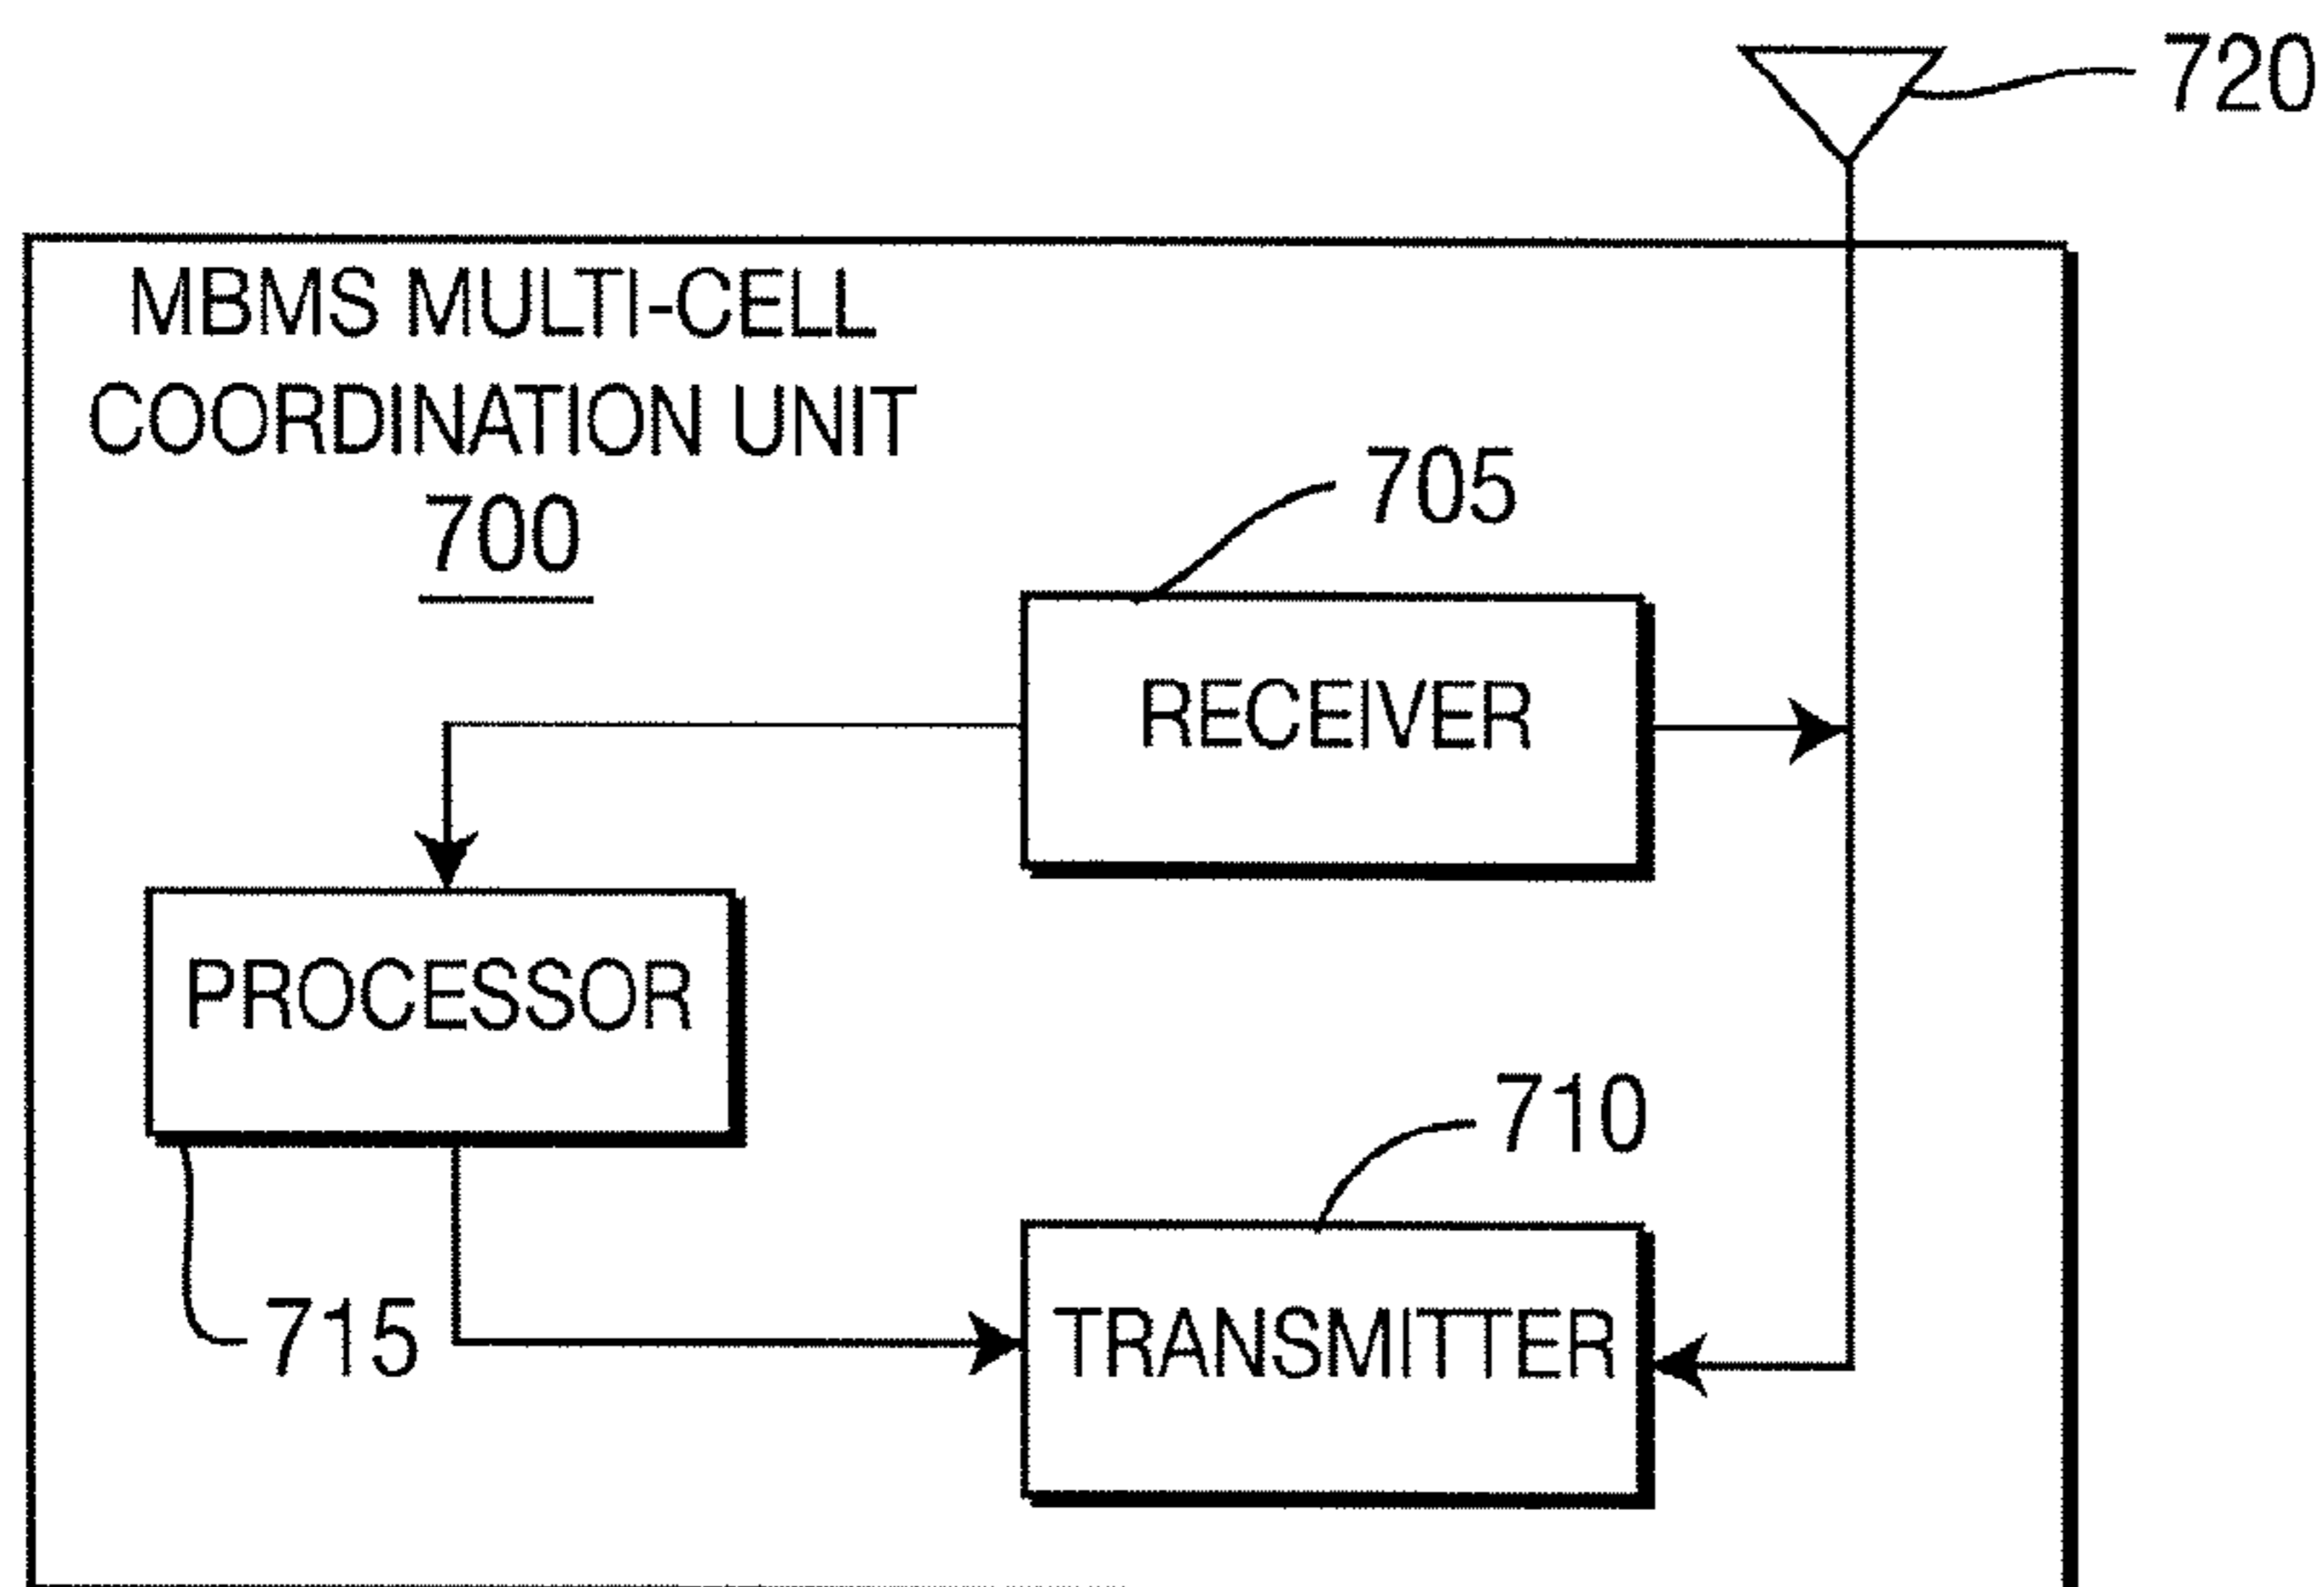 720
MBMS MULTI-CELL
COORDINATION UNIT
700
705
RECEIVER
PROCESSOR
710
715
TRANSMITTER